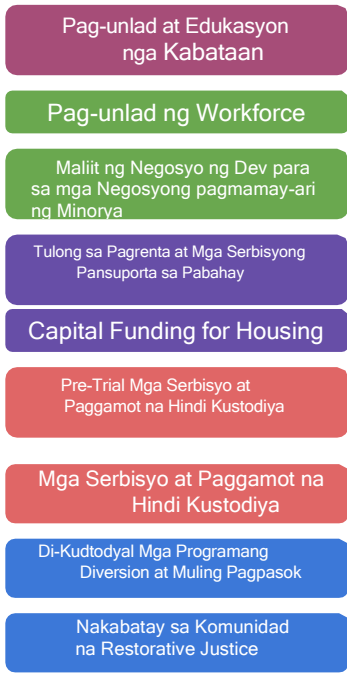 Pag-unlad at Edukasyon
nga Kabataan
Pag-unlad ng Workforce
Maliit ng Negosyo ng Dev para
sa mga Negosyong pagmamay-ari
ng Minorya
Tulong sa Pagrenta at Mga Serbisyong
Pansuporta sa Pabahay
Capital Funding for Housing
Pre-Trial Mga Serbisyo at
Paggamot na Hindi Kustodiya
Mga Serbisyo at Paggamot na
Hindi Kustodiya
Di-Kudtodyal Mga Programang
Diversion at Muling Pagpasok
Nakabatay sa Komunidad
na Restorative Justice